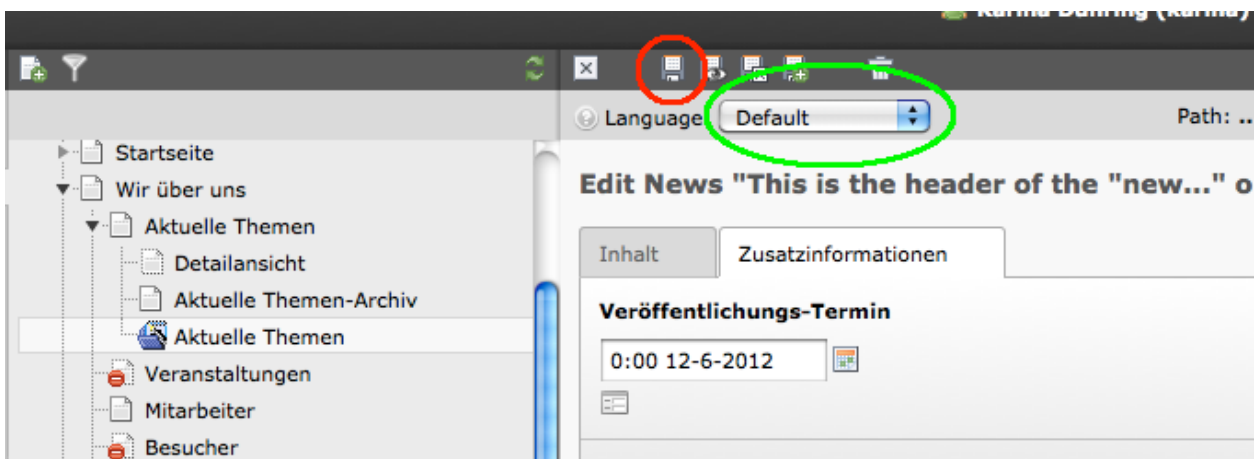 Language
Default
Path: ..
Startseite
Wir über uns
Aktuelle Themen
Detailansicht
Aktuelle Themen-Archiv
Aktuelle Themen
Veranstaltungen
Mitarbeiter
Besucher
Edit News "This is the header of the "new..." o
Inhalt
Zusatzinformationen
Veröffentlichungs-Termin
0:00 12-6-2012